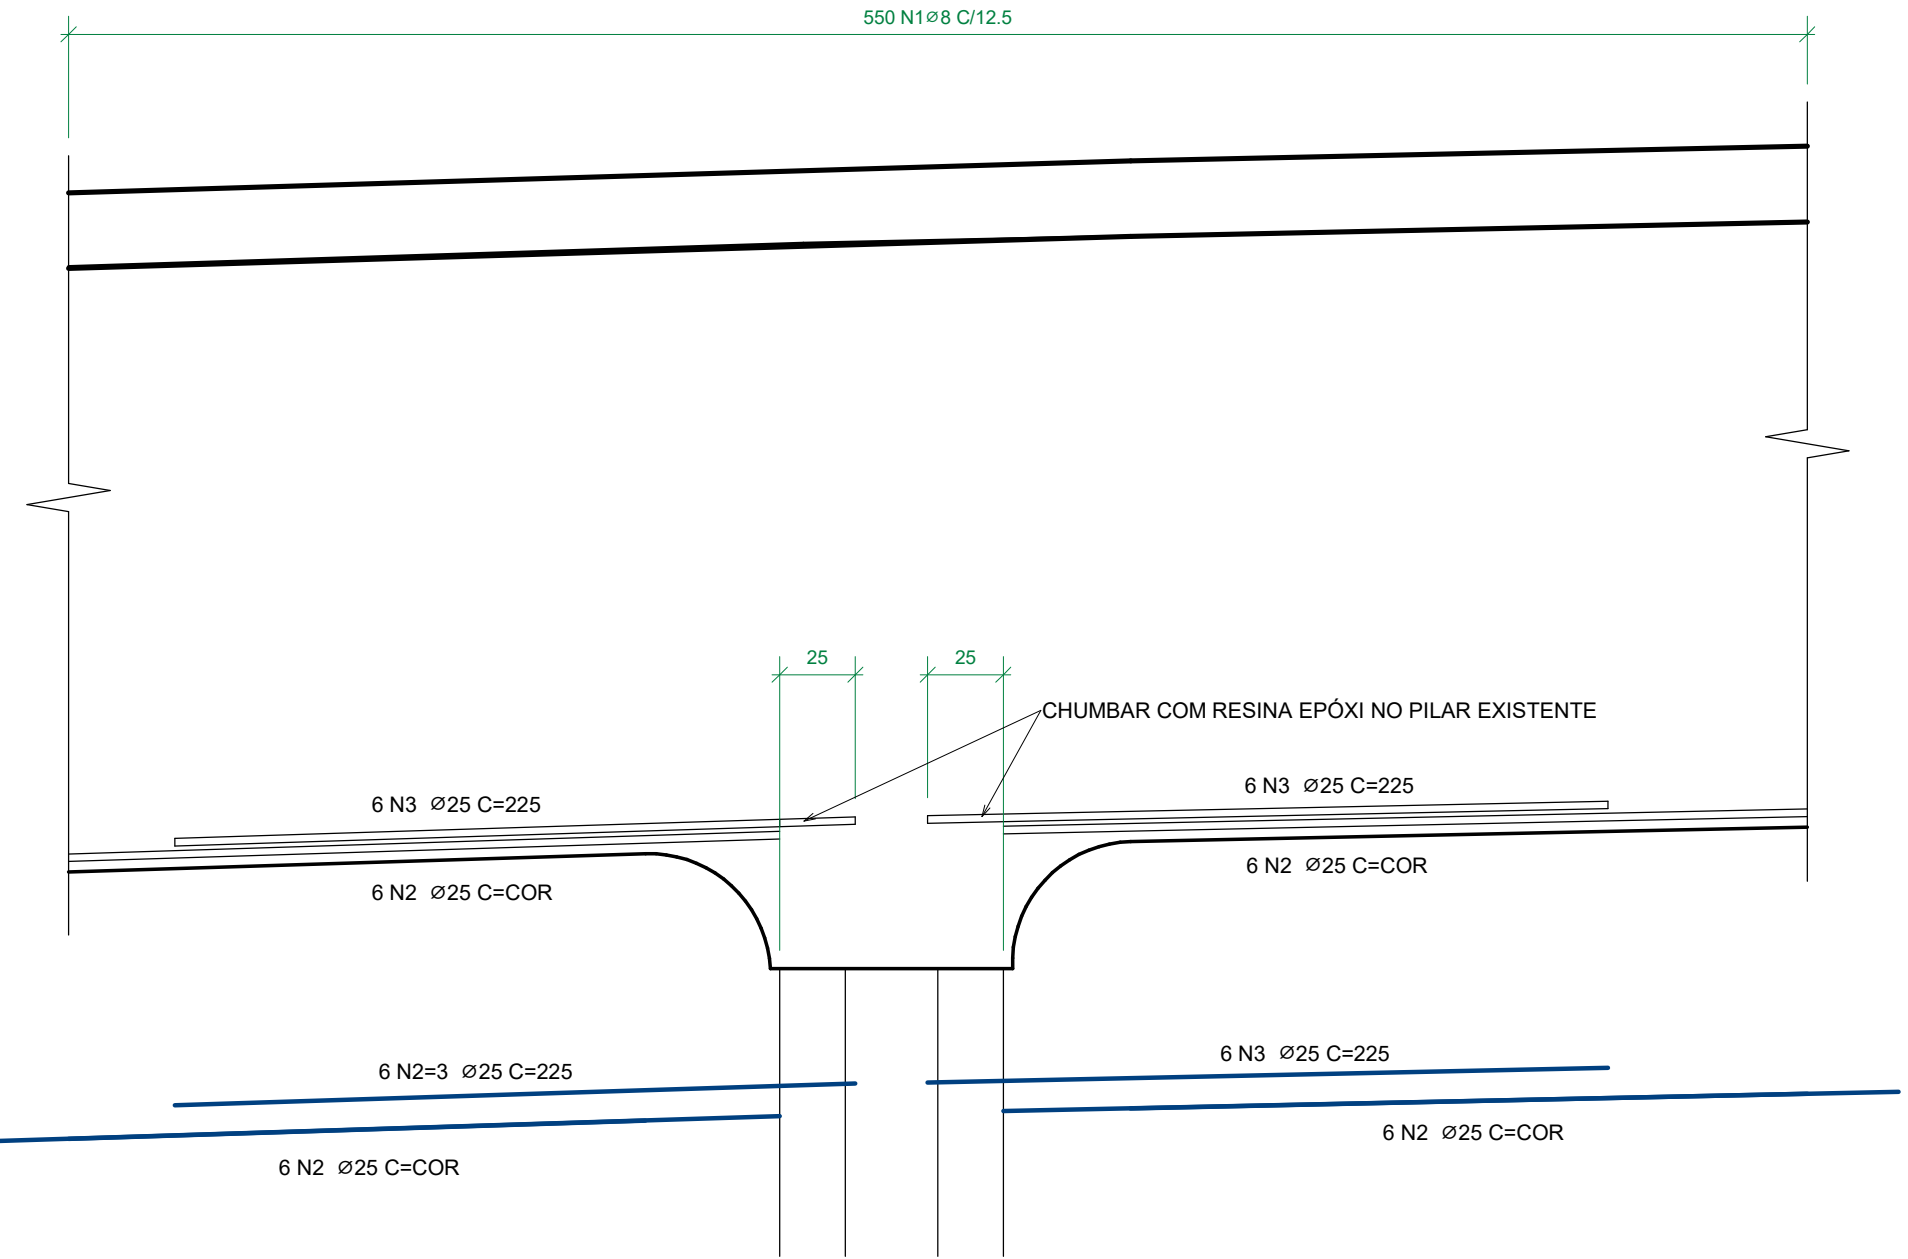 550 N1∅8 C/12.5
25
25
CHUMBAR COM RESINA EPÓXI NO PILAR EXISTENTE
6 N3 ∅25 C=225
6 N3 ∅25 C=225
6 N2 ∅25 C=COR
6 N2 ∅25 C=COR
6 N2=3 ∅25 C=225
6 N3 ∅25 C=225
6 N2 ∅25 C=COR
6 N2 ∅25 C=COR